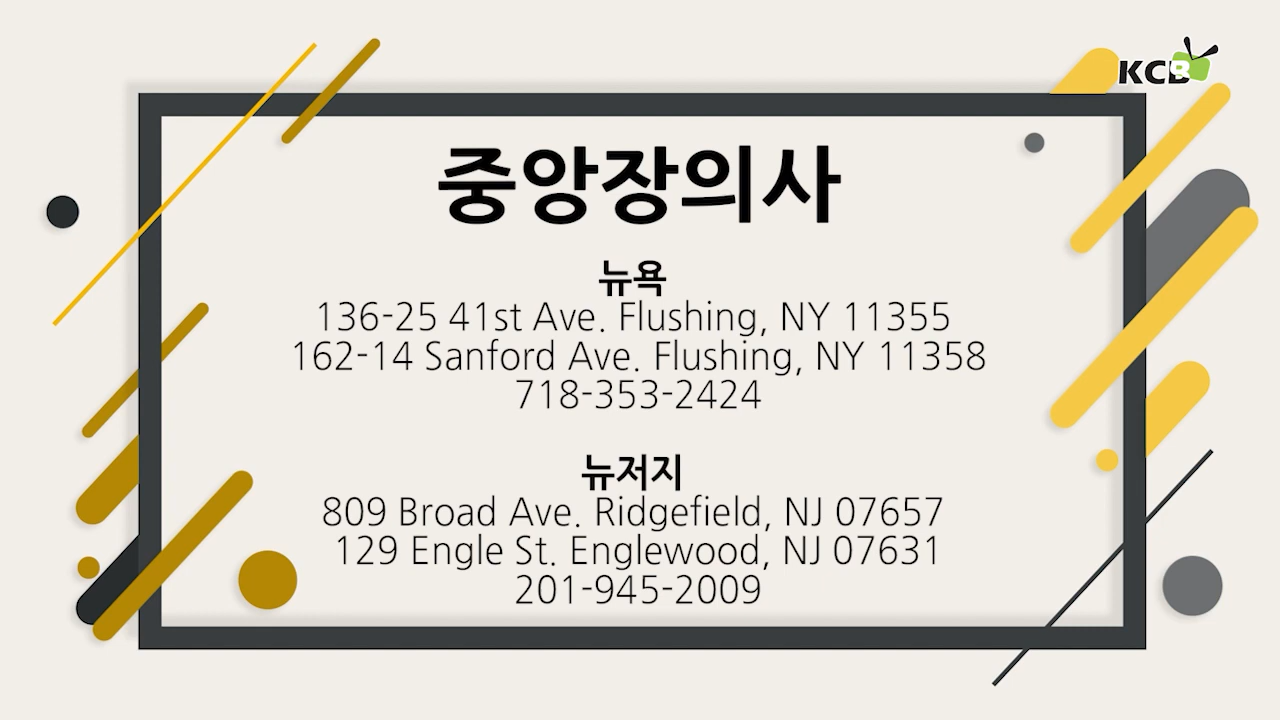 KCB
중앙장의사
뉴욕
136-25 41st Ave. Flushing, NY 11355
162-14 Sanford Ave. Flushing, NY 11358
718-353-2424
뉴저지
809 Broad Ave. Ridgefield, NJ 07657
129 Engle St. Englewood, NJ 07631
201-945-2009